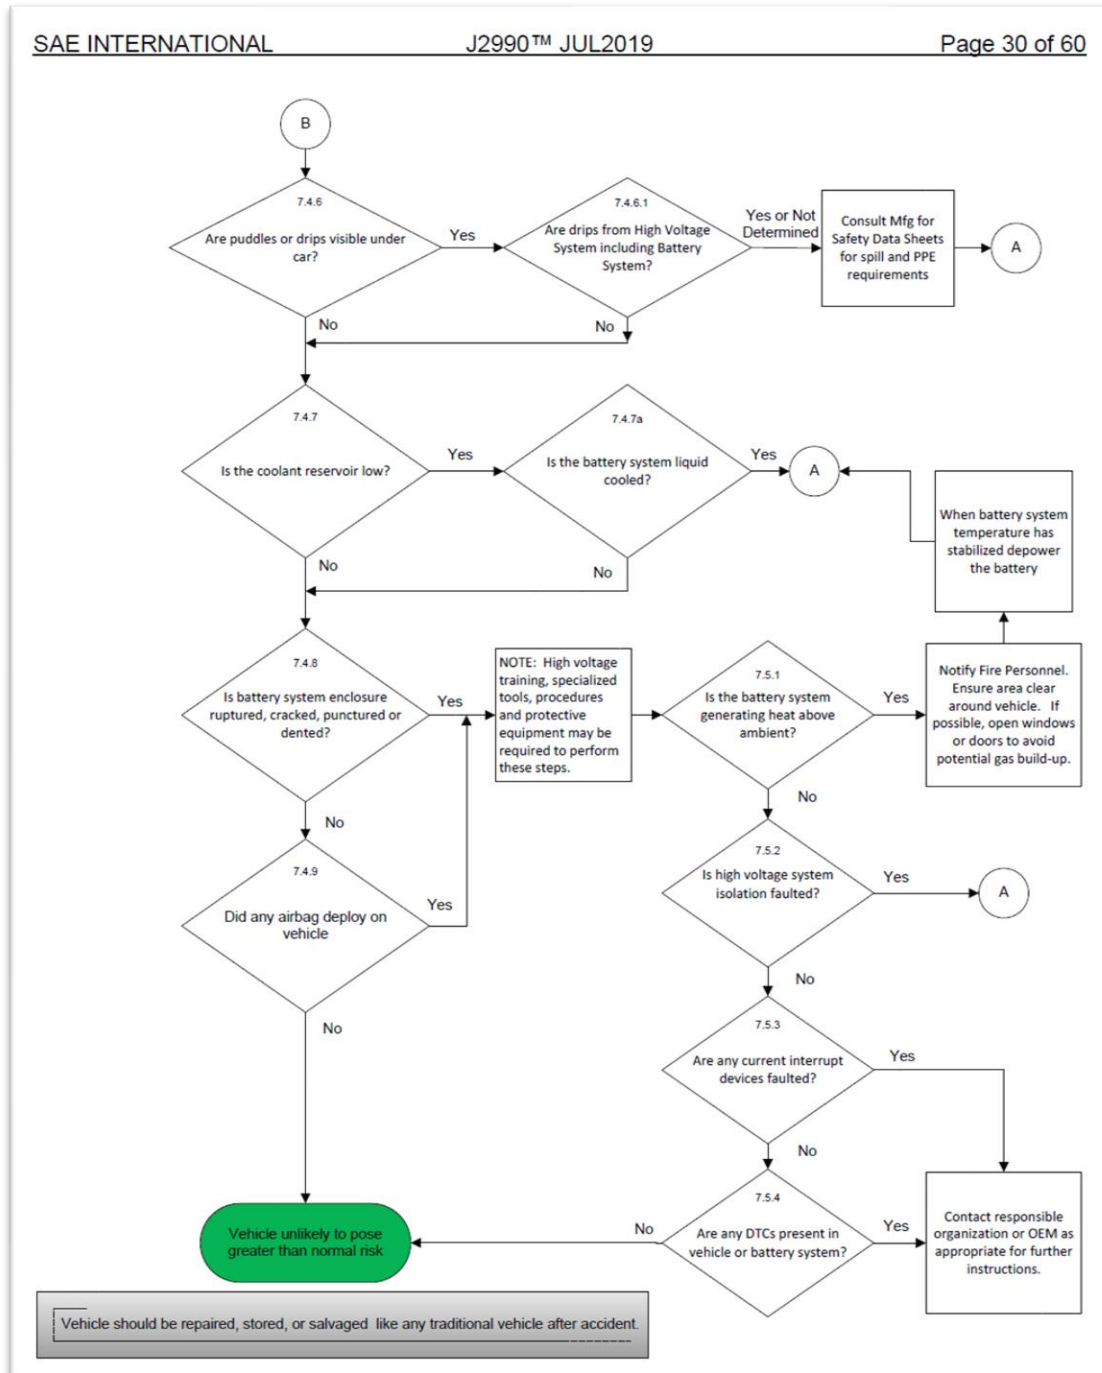 SAE INTERNATIONAL J2990™ JUL2019 Page 30 of 60
B
7.4.6
Are puddles or drips visible under
car?
Yes
7.4.6.1
Are drips from High Voltage
System including Battery
System?
Yes or Not
Determined
Consult Mfg for
Safety Data Sheets
for spill and PPE
requirements
A
No
No
7.4.7
Is the coolant reservoir low?
Yes
7.4.7a
Is the battery system liquid
cooled?
Yes
A
When battery system
temperature has
stabilized depower
the battery
No
No
7.4.8
Is battery system enclosure
ruptured, cracked, punctured or
dented?
Yes
NOTE: High voltage
training, specialized
tools, procedures
and protective
equipment may be
required to perform
these steps.
7.5.1
Is the battery system
generating heat above
ambient?
Yes
Notify Fire Personnel.
Ensure area clear
around vehicle. If
possible, open windows
or doors to avoid
potential gas build-up.
No
No
7.4.9
Did any airbag deploy on
vehicle
Yes
7.5.2
Is high voltage system
isolation faulted?
Yes
A
No
No
7.5.3
Are any current interrupt
devices faulted?
Yes
No
7.5.4
Are any DTCs present in
vehicle or battery system?
Yes
Contact responsible
organization or OEM as
appropriate for further
instructions.
No
Vehicle unlikely to pose
greater than normal risk
Vehicle should be repaired, stored, or salvaged like any traditional vehicle after accident.